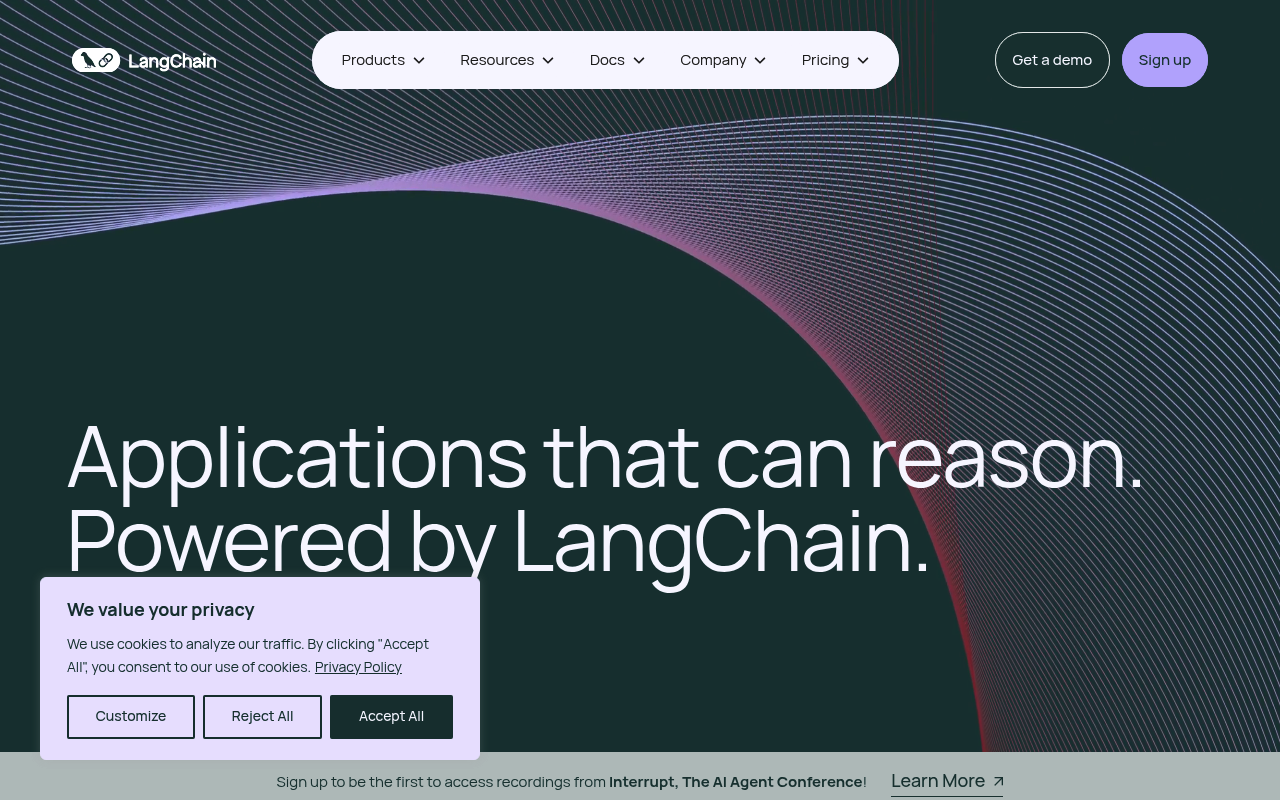 LangChain
Products
Resources
Docs
Company
Pricing
Get a demo
Sign up
Applications that can reason.
Powered by LangChain.
We value your privacy
We use cookies to analyze our traffic. By clicking "Accept
All", you consent to our use of cookies. Privacy Policy
Customize
Reject All
Accept All
Sign up to be the first to access recordings from Interrupt, The AI Agent Conference!
Learn More